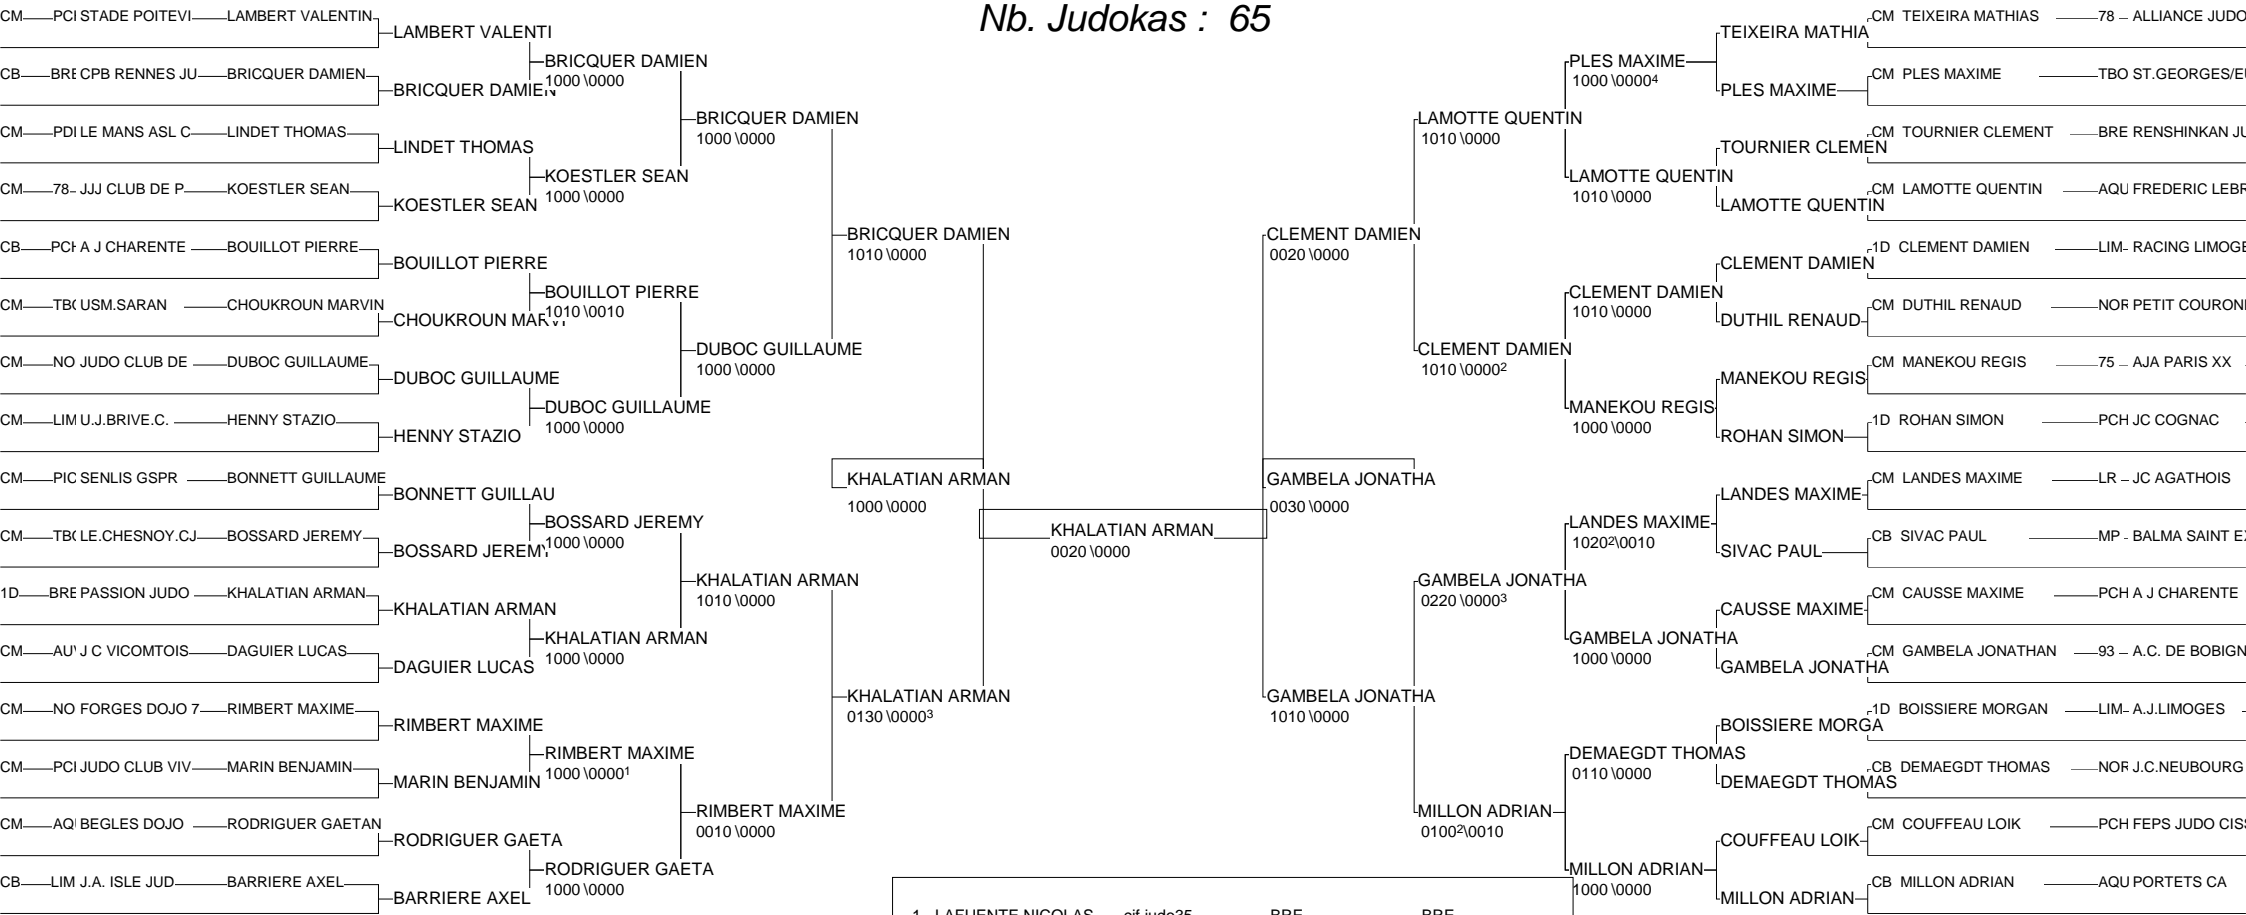 Nb. Judokas : 65
CM PCI STADE POITEVI LAMBERT VALENTIN
CB BRE CPB RENNES JU BRICQUER DAMIEN
CM PDI LE MANS ASL C LINDET THOMAS
CM 78- JJJ CLUB DE P KOESTLER SEAN
CB PCH A J CHARENTE BOUILLOT PIERRE
CM TBO USM.SARAN CHOUKROUN MARVIN
CM NO JUDO CLUB DE DUBOC GUILLAUME
CM LIM U.J.BRIVE.C. HENNY STAZIO
CM PIC SENLIS GSPR BONNETT GUILLAUME
CM TBO LE.CHESNOY.CJ BOSSARD JEREMY
1D BRE PASSION JUDO KHALATIAN ARMAN
CM AUV J C VICOMTOIS DAGUIER LUCAS
CM NO FORGES DOJO 7 RIMBERT MAXIME
CM PCI JUDO CLUB VIV MARIN BENJAMIN
CM AQI BEGLES DOJO RODRIGUER GAETAN
CB LIM J.A. ISLE JUD BARRIERE AXEL
LAMBERT VALENTI
BRICQUER DAMIEN
LINDET THOMAS
KOESTLER SEAN
BOUILLOT PIERRE
CHOUKROUN MARVI
DUBOC GUILLAUME
HENNY STAZIO
BONNETT GUILLAU
BOSSARD JEREMY
KHALATIAN ARMAN
DAGUIER LUCAS
RIMBERT MAXIME
MARIN BENJAMIN
RODRIGUER GAETA
BARRIERE AXEL
BRICQUER DAMIEN
1000 \0000
KOESTLER SEAN
1000 \0000
BOUILLOT PIERRE
1010 \0010
DUBOC GUILLAUME
1000 \0000
BOSSARD JEREMY
1000 \0000
KHALATIAN ARMAN
1000 \0000
RIMBERT MAXIME
1000 \0000¹
RODRIGUER GAETA
1000 \0000
BRICQUER DAMIEN
1000 \0000
DUBOC GUILLAUME
1000 \0000
KHALATIAN ARMAN
1010 \0000
RIMBERT MAXIME
0010 \0000
BRICQUER DAMIEN
1010 \0000
KHALATIAN ARMAN
1000 \0000
KHALATIAN ARMAN
0130 \0000³
KHALATIAN ARMAN
0020 \0000
CLEMENT DAMIEN
0020 \0000
GAMBELA JONATHA
0030 \0000
GAMBELA JONATHA
1010 \0000
LAMOTTE QUENTIN
1010 \0000
CLEMENT DAMIEN
1010 \0000²
GAMBELA JONATHA
0220 \0000³
MILLON ADRIAN
0100²\0010
PLES MAXIME
1000 \0000⁴
LAMOTTE QUENTIN
1010 \0000
CLEMENT DAMIEN
1010 \0000
MANEKOU REGIS
1000 \0000
LANDES MAXIME
1020²\0010
GAMBELA JONATHA
1000 \0000
DEMAEGDT THOMAS
0110 \0000
MILLON ADRIAN
1000 \0000
TEIXEIRA MATHIA
PLES MAXIME
TOURNIER CLEMEN
LAMOTTE QUENTIN
CLEMENT DAMIEN
DUTHIL RENAUD
MANEKOU REGIS
ROHAN SIMON
LANDES MAXIME
SIVAC PAUL
CAUSSE MAXIME
GAMBELA JONATHA
BOISSIERE MORGA
DEMAEGDT THOMAS
COUFFEAU LOIK
MILLON ADRIAN
CM TEIXEIRA MATHIAS 78 - ALLIANCE JUDO
CM PLES MAXIME TBO ST.GEORGES/E
CM TOURNIER CLEMENT BRE RENSHINKAN JU
CM LAMOTTE QUENTIN AQU FREDERIC LEBR
1D CLEMENT DAMIEN LIM- RACING LIMOGE
CM DUTHIL RENAUD NOR PETIT COURON
CM MANEKOU REGIS 75 - AJA PARIS XX
1D ROHAN SIMON PCH JC COGNAC
CM LANDES MAXIME LR - JC AGATHOIS
CB SIVAC PAUL MP - BALMA SAINT E
CM CAUSSE MAXIME PCH A J CHARENTE
CM GAMBELA JONATHAN 93 - A.C. DE BOBIGN
1D BOISSIERE MORGAN LIM- A.J.LIMOGES
CB DEMAEGDT THOMAS NOR J.C.NEUBOURG
CM COUFFEAU LOIK PCH FEPS JUDO CIS
CB MILLON ADRIAN AQU PORTETS CA
1 LAFUENTE NICOLAS cjf judo35 BRE BRE